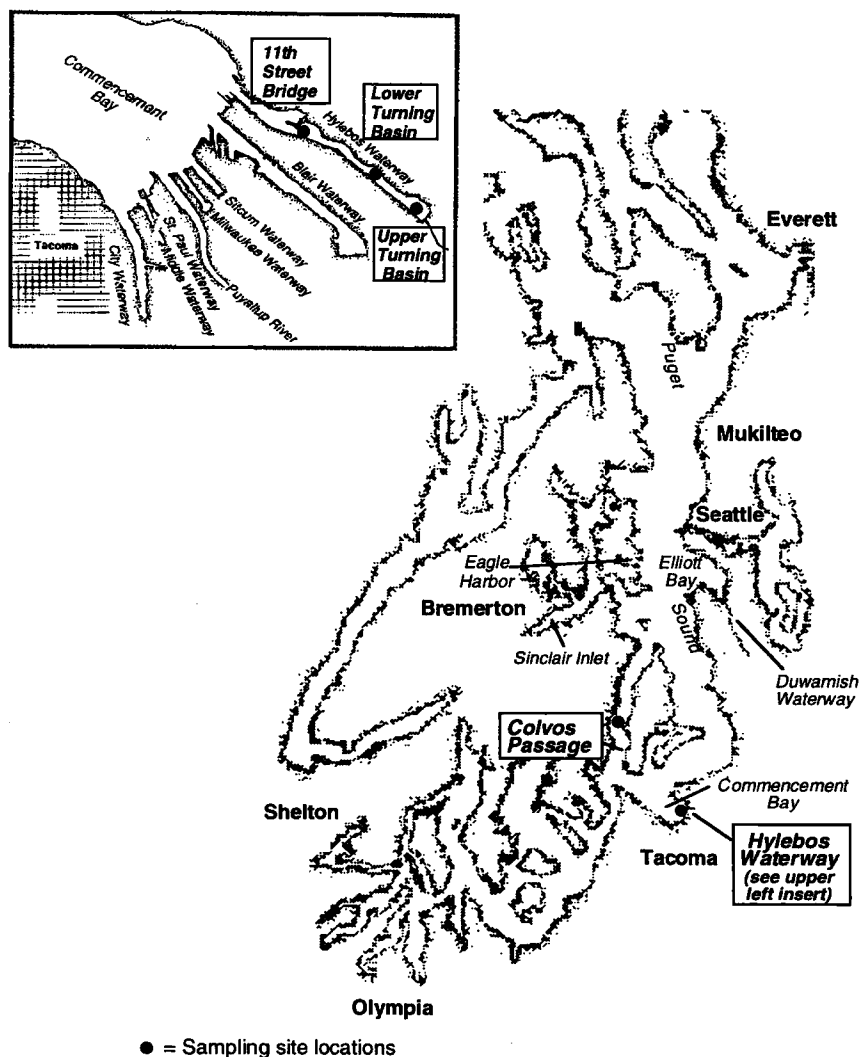 11th
Street
Bridge
Lower
Turning
Basin
Commencement
Bay
Hylebos Waterway
Blair Waterway
Sitcum Waterway
Milwaukee Waterway
St. Paul Waterway
Middle Waterway
Puyallup River
City Waterway
Tacoma
Upper
Turning
Basin
Everett
Puget
Mukilteo
Seattle
Eagle
Harbor
Elliott
Bay
Bremerton
Sound
Sinclair Inlet
Duwamish
Waterway
Colvos
Passage
Commencement
Bay
Shelton
Tacoma
Hylebos
Waterway
(see upper
left insert)
Olympia
● = Sampling site locations